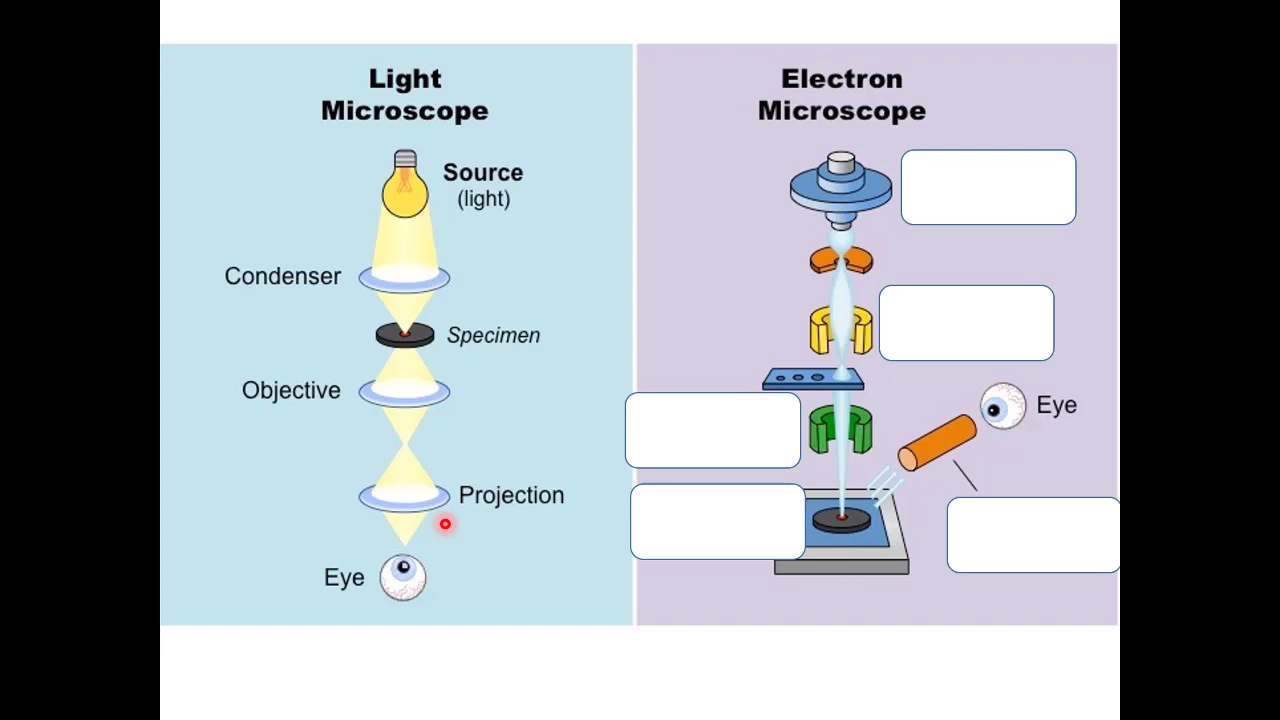 Light
Microscope
Source
(light)
Condenser
Specimen
Objective
Projection
Eye
Electron
Microscope
Eye